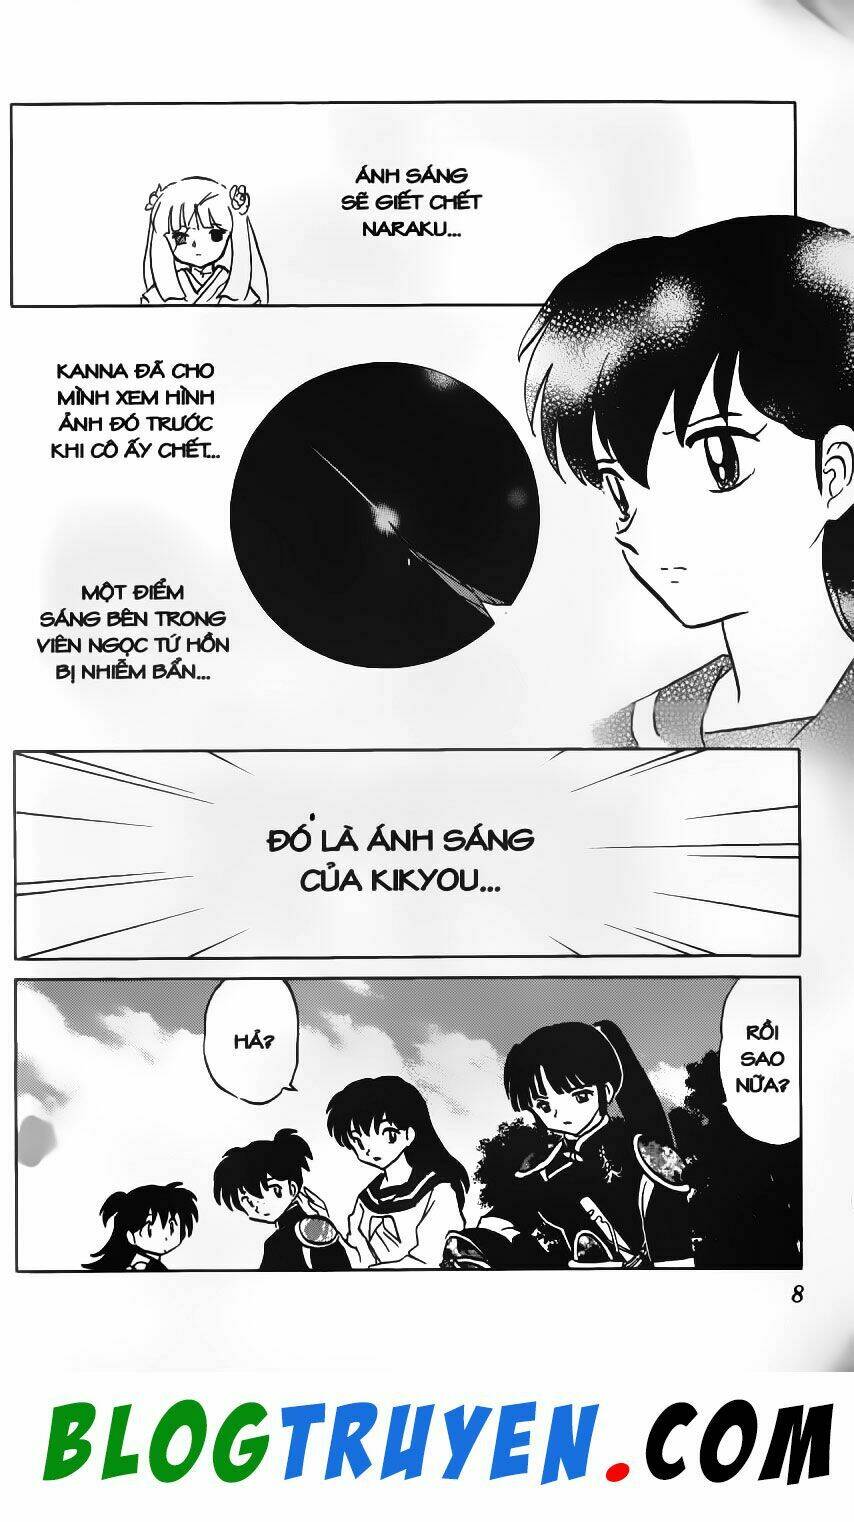 ÁNH SÁNG
SẼ GIẾT CHẾT
NARAKU...
KANNA ĐÃ CHO
MÌNH XEM HÌNH
ẢNH ĐÓ TRƯỚC
KHI CÔ ẤY CHẾT...
MỘT ĐIỂM
SÁNG BÊN TRONG
VIÊN NGỌC TỨ HỒN
BỊ NHIỄM BẨN...
ĐÓ LÀ ÁNH SÁNG
CỦA KIKYOU...
HẢ?
RỒI
SAO
NỮA?
8
BLOGTRUYEN.COM